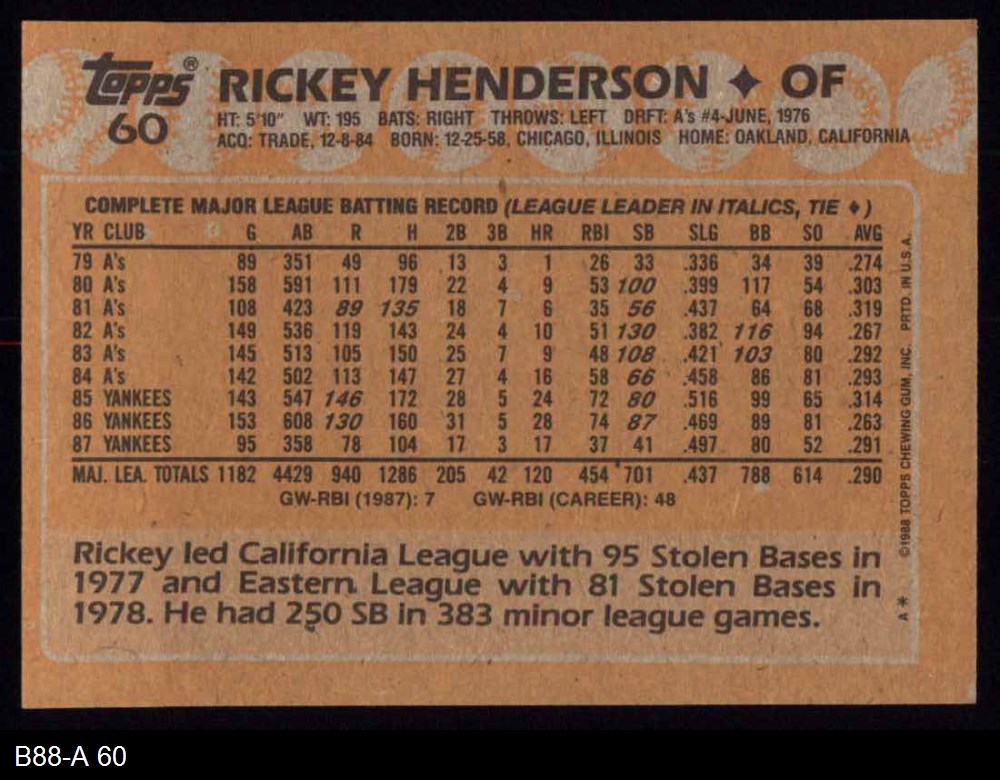 Topps® RICKEY HENDERSON ✦ OF
60
HT: 5'10" WT: 195 BATS: RIGHT THROWS: LEFT DRFT: A's #4-JUNE, 1976
ACQ: TRADE, 12-8-84 BORN: 12-25-58, CHICAGO, ILLINOIS HOME: OAKLAND, CALIFORNIA
COMPLETE MAJOR LEAGUE BATTING RECORD (LEAGUE LEADER IN ITALICS, TIE ♦)
YR CLUB G AB R H 2B 3B HR RBI SB SLG BB SO AVG
79 A's 89 351 49 96 13 3 1 26 33 .336 34 39 .274
80 A's 158 591 111 179 22 4 9 53 100 .399 117 54 .303
81 A's 108 423 89 135 18 7 6 35 56 .437 64 68 .319
82 A's 149 536 119 143 24 4 10 51 130 .382 116 94 .267
83 A's 145 513 105 150 25 7 9 48 108 .421 103 80 .292
84 A's 142 502 113 147 27 4 16 58 66 .458 86 81 .293
85 YANKEES 143 547 146 172 28 5 24 72 80 .516 99 65 .314
86 YANKEES 153 608 130 160 31 5 28 74 87 .469 89 81 .263
87 YANKEES 95 358 78 104 17 3 17 37 41 .497 80 52 .291
MAJ. LEA. TOTALS 1182 4429 940 1286 205 42 120 454 701 .437 788 614 .290
GW-RBI (1987): 7 GW-RBI (CAREER): 48
Rickey led California League with 95 Stolen Bases in
1977 and Eastern League with 81 Stolen Bases in
1978. He had 250 SB in 383 minor league games.
A* ©1988 TOPPS CHEWING GUM, INC. PRTD. IN U.S.A.
B88-A 60